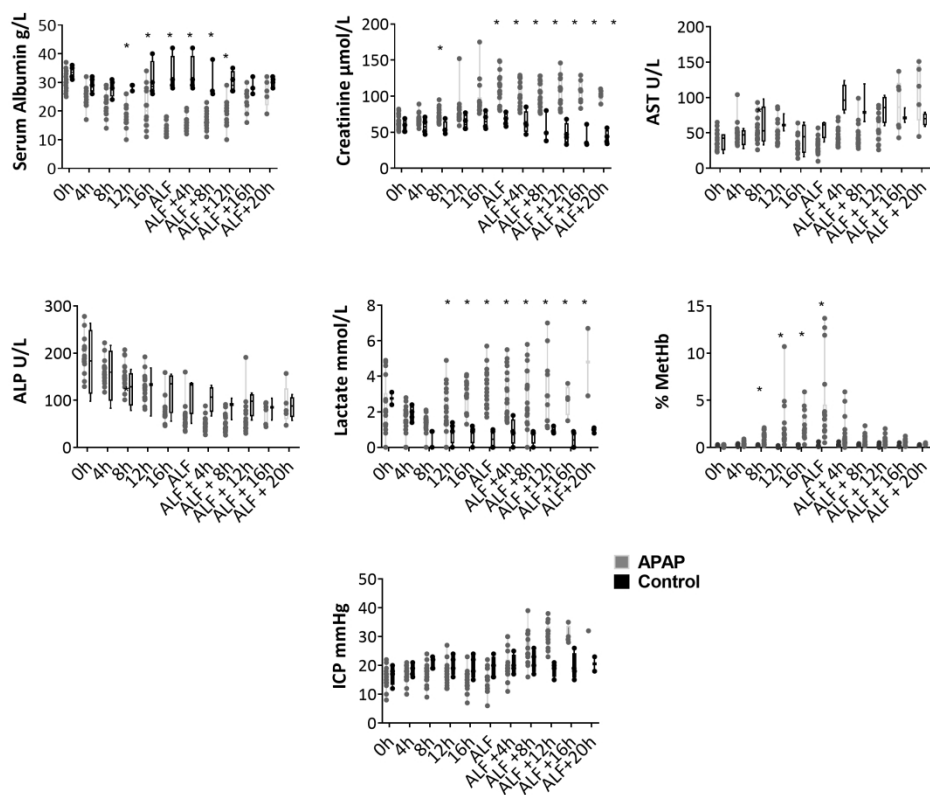 Serum Albumin g/L
50
40
30
20
10
0
* * * * * *
0h
4h
8h
12h
16h
ALF
ALF +4h
ALF +8h
ALF +12h
ALF+16h
ALF+20h
Creatinine μmol/L
200
150
100
50
0
* * * * * * *
0h
4h
8h
12h
16h
ALF
ALF +4h
ALF +8h
ALF +12h
ALF +16h
ALF+20h
AST U/L
200
150
100
50
0
0h
4h
8h
12h
16h
ALF
ALF + 4h
ALF + 8h
ALF + 12h
ALF + 16h
ALF + 20h
ALP U/L
300
200
100
0
0h
4h
8h
12h
16h
ALF
ALF + 4h
ALF + 8h
ALF + 12h
ALF + 16h
ALF + 20h
Lactate mmol/L
8
6
4
2
0
* * * * * * * *
0h
4h
8h
12h
16h
ALF
ALF +4h
ALF +8h
ALF +12h
ALF +16h
ALF+20h
% MetHb
15
10
5
0
* * * *
0h
4h
8h
12h
16h
ALF
ALF + 4h
ALF + 8h
ALF + 12h
ALF + 16h
ALF + 20h
APAP
Control
ICP mmHg
50
40
30
20
10
0
0h
4h
8h
12h
16h
ALF
ALF +4h
ALF +8h
ALF +12h
ALF +16h
ALF+20h